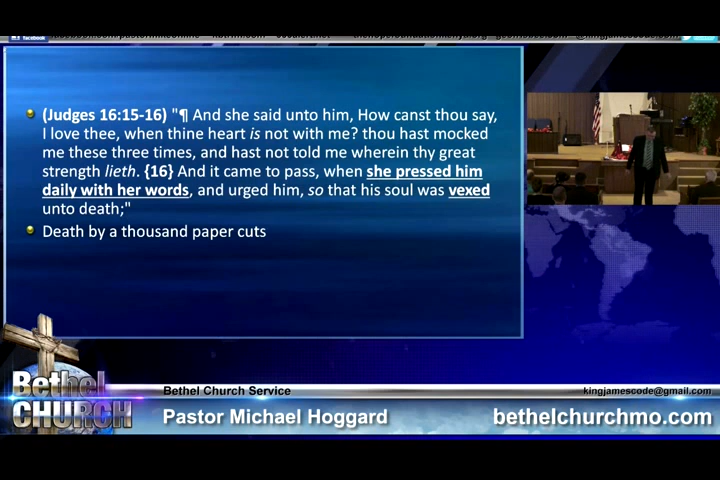 facebook
• (Judges 16:15-16) "¶ And she said unto him, How canst thou say,
I love thee, when thine heart is not with me? thou hast mocked
me these three times, and hast not told me wherein thy great
strength lieth. {16} And it came to pass, when she pressed him
daily with her words, and urged him, so that his soul was vexed
unto death;"
• Death by a thousand paper cuts
Bethel
CHURCH
Bethel Church Service
kingjamescode@gmail.com
Pastor Michael Hoggard
bethelchurchmo.com